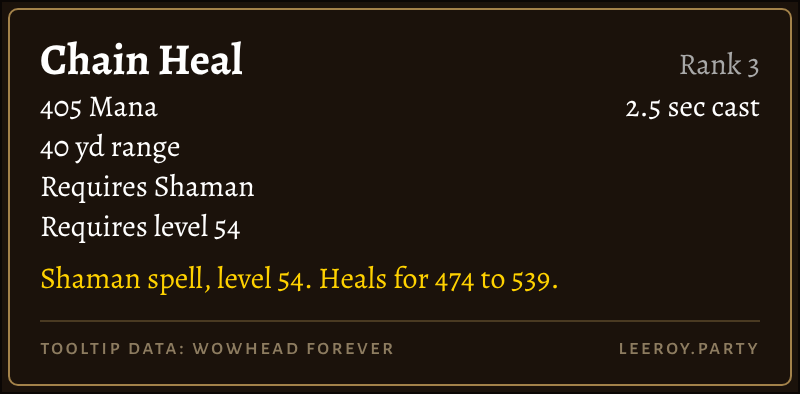 Chain Heal
Rank 3
405 Mana
2.5 sec cast
40 yd range
Requires Shaman
Requires level 54
Shaman spell, level 54. Heals for 474 to 539.
TOOLTIP DATA: WOWHEAD FOREVER
LEEROY.PARTY